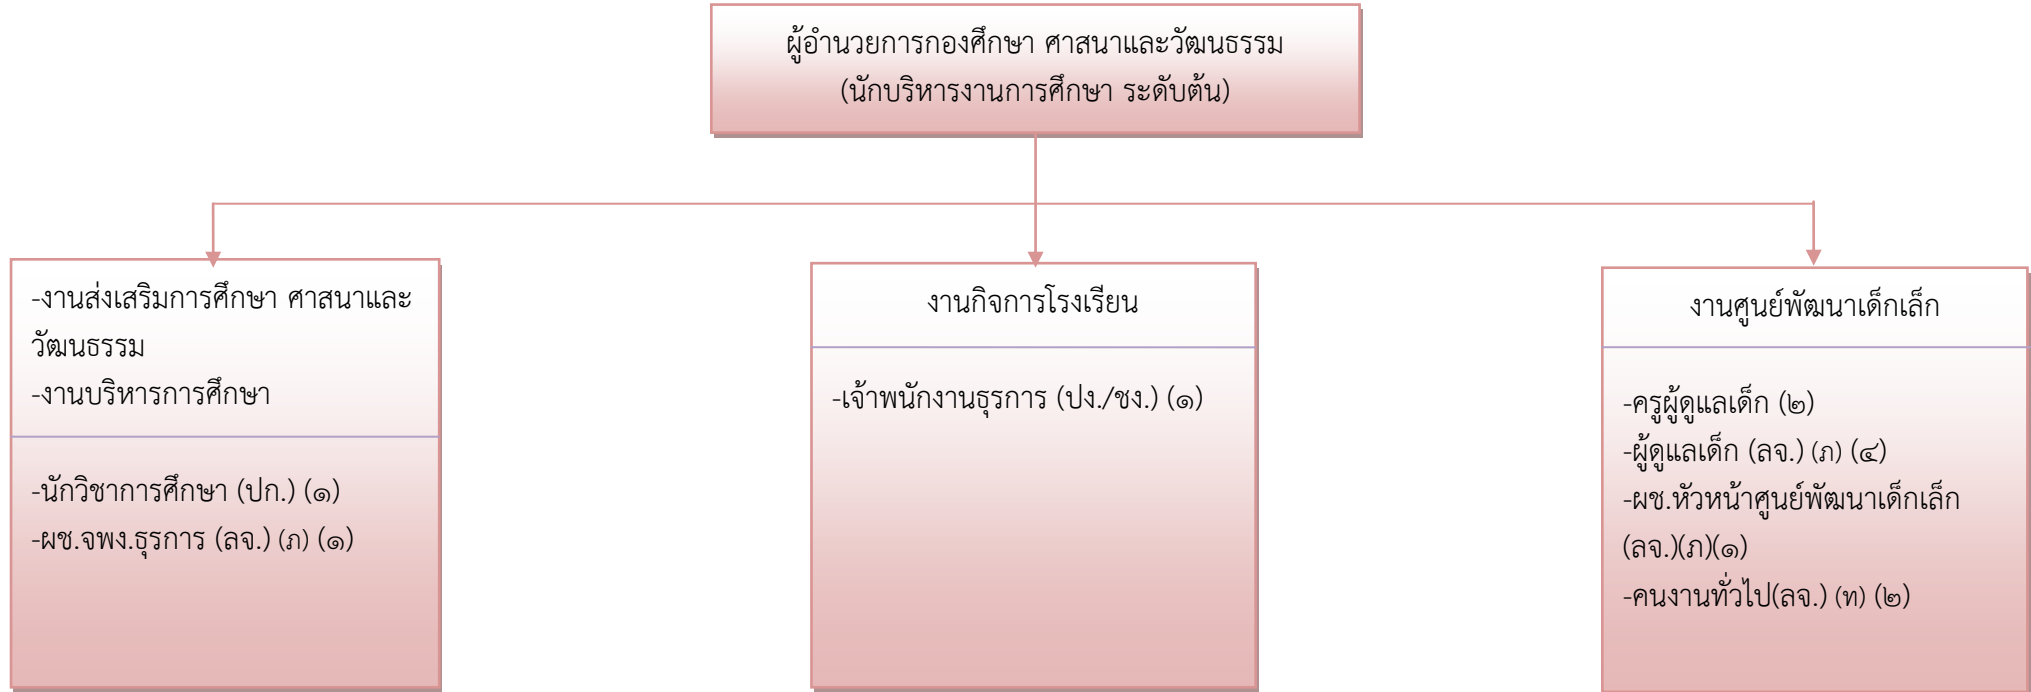 ผู้อำนวยการกองศึกษา ศาสนาและวัฒนธรรม
(นักบริหารงานการศึกษา ระดับต้น)
-งานส่งเสริมการศึกษา ศาสนาและ
วัฒนธรรม
-งานบริหารการศึกษา
-นักวิชาการศึกษา (ปก.) (๑)
-ผช.จพง.ธุรการ (ลจ.) (ภ) (๑)
งานกิจการโรงเรียน
-เจ้าพนักงานธุรการ (ปง./ชง.) (๑)
งานศูนย์พัฒนาเด็กเล็ก
-ครูผู้ดูแลเด็ก (๒)
-ผู้ดูแลเด็ก (ลจ.) (ภ) (๔)
-ผช.หัวหน้าศูนย์พัฒนาเด็กเล็ก
(ลจ.)(ภ)(๑)
-คนงานทั่วไป(ลจ.) (ท) (๒)